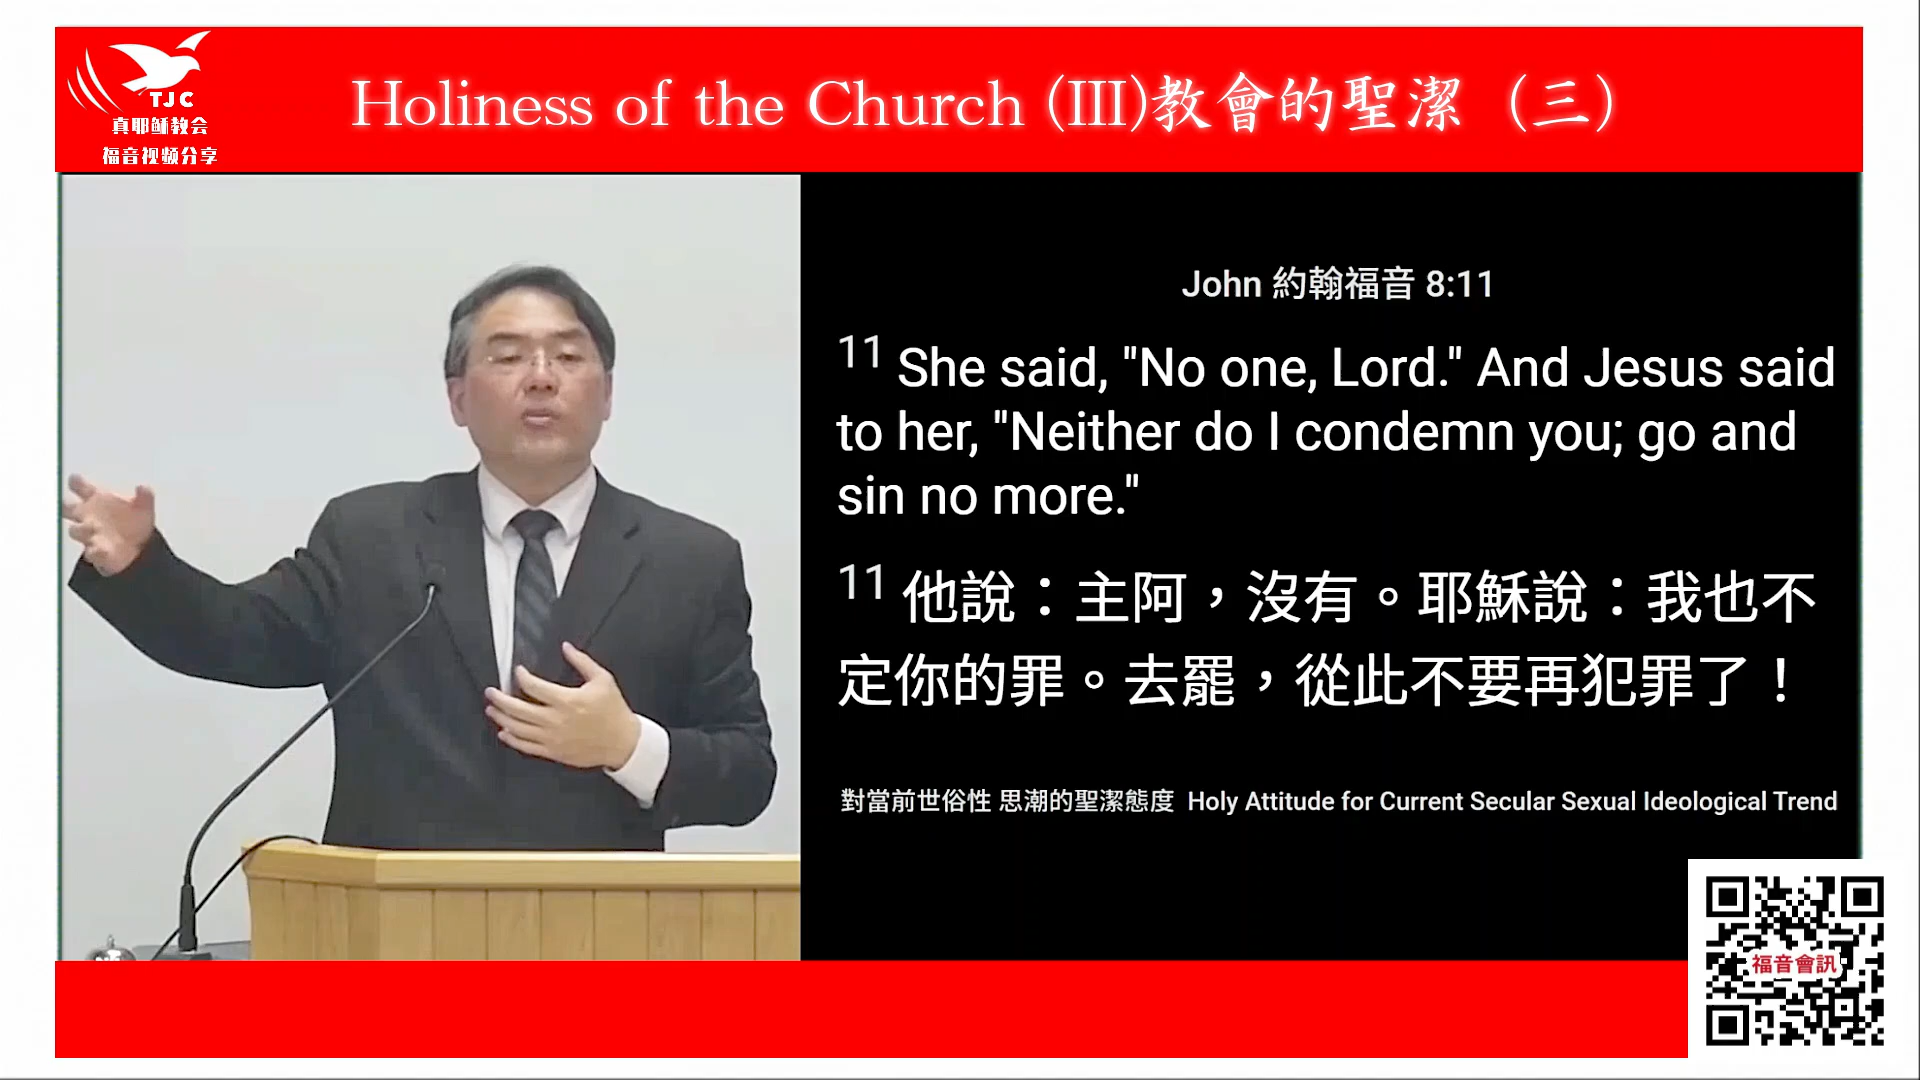 TJC
真耶稣教会
福音视频分享
Holiness of the Church (III)教會的聖潔（三）
John 約翰福音 8:11
11 She said, "No one, Lord." And Jesus said
to her, "Neither do I condemn you; go and
sin no more."
11 他說：主阿，沒有。耶穌說：我也不
定你的罪。去罷，從此不要再犯罪了！
對當前世俗性 思潮的聖潔態度 Holy Attitude for Current Secular Sexual Ideological Trend
福音會訊